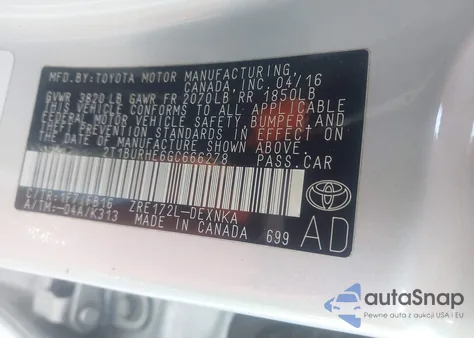 MFD.BY:TOYOTA MOTOR MANUFACTURING,
CANADA, INC. 04/16
GVWR 3820 LB GAWR FR 2070LB RR 1850LB
THIS VEHICLE CONFORMS TO ALL APPLICABLE
FEDERAL MOTOR VEHICLE SAFETY, BUMPER, AND
THEFT PREVENTION STANDARDS IN EFFECT ON
THE DATE OF MANUFACTURE SHOWN ABOVE.
2T1BURHE6GC666278 PASS.CAR
ZRE172L-DEXNKA
A/TM:-04A/K313 MADE IN CANADA 699
AD
autoSnap
Pewne auta z aukcji USA i EU